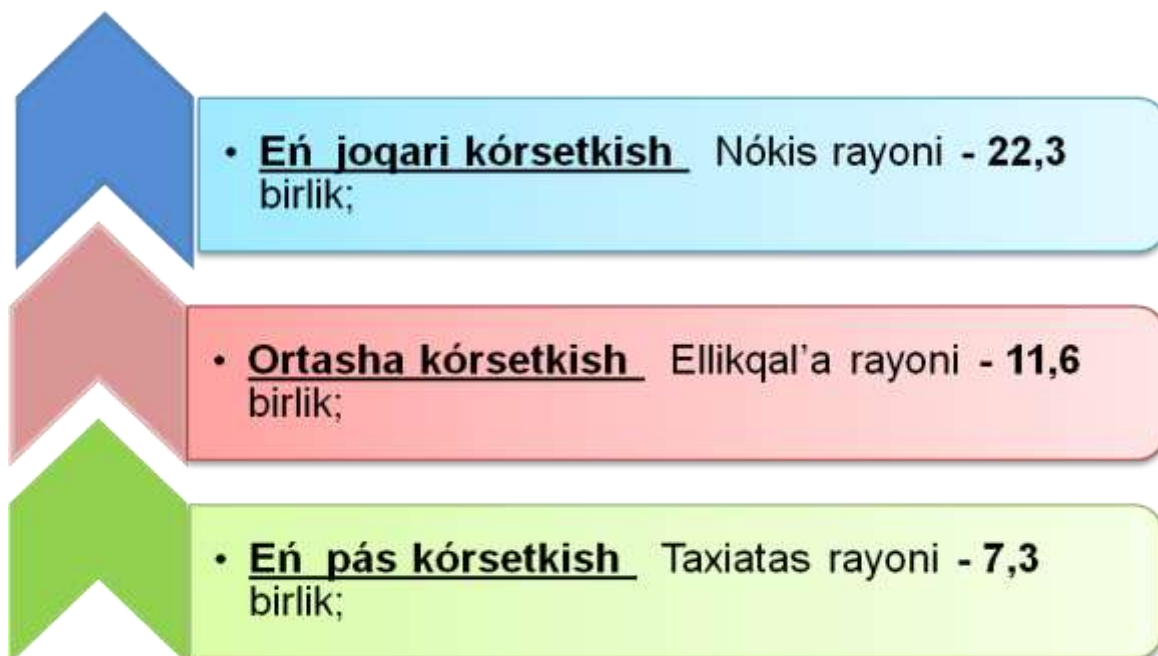 • Eń joqari kórsetkish Nókis rayoni - 22,3
birlik;
• Ortasha kórsetkish Ellikqal’a rayoni - 11,6
birlik;
• Eń pás kórsetkish Taxiatas rayoni - 7,3
birlik;